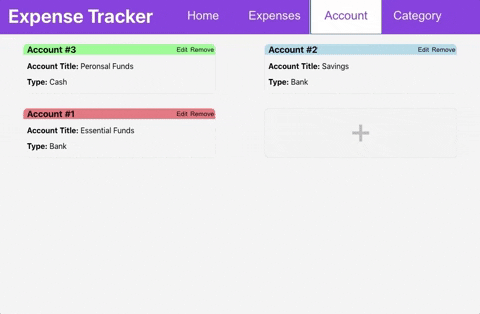 Expense Tracker Home Expenses Account Category
Account #3 Edit Remove
Account Title: Peronsal Funds
Type: Cash
Account #2 Edit Remove
Account Title: Savings
Type: Bank
Account #1 Edit Remove
Account Title: Essential Funds
Type: Bank
+